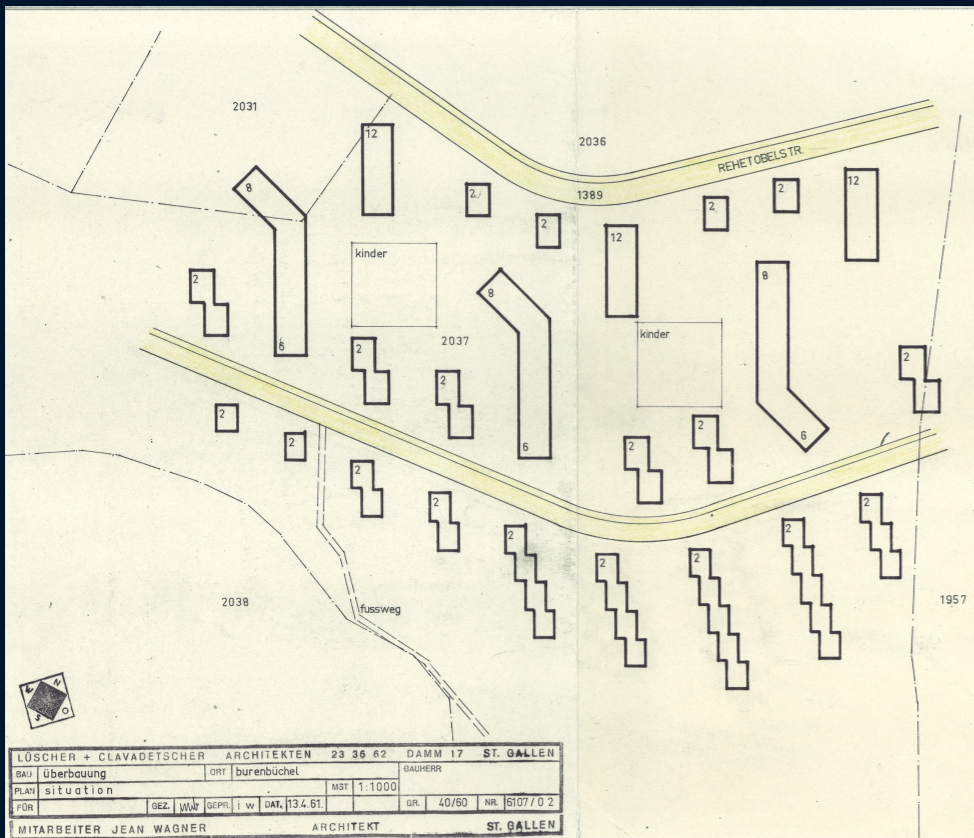 2031
2036
REHETOBELSTR.
1389
12
8
2
2
2
2
12
12
kinder
2
6
8
8
kinder
2037
2
2
2
6
2
2
6
2
2
2
2
2
2
2
2
2
fussweg
2038
1957
N
O
S
LÜSCHER + CLAVADETSCHER ARCHITEKTEN 23 36 62 DAMM 17 ST. GALLEN
BAU überbauung ORT burenbüchel BAUHERR
PLAN situation MST 1:1000
FÜR GEZ. GEPR. i w DAT. 13.4.61. GR. 40/60 NR. 6107/02
MITARBEITER JEAN WAGNER ARCHITEKT ST. GALLEN